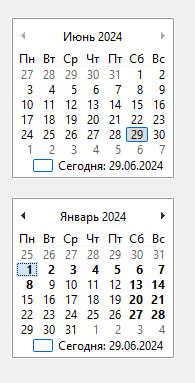 Июнь 2024
Пн Вт Ср Чт Пт Сб Вс
27 28 29 30 31 1 2
3 4 5 6 7 8 9
10 11 12 13 14 15 16
17 18 19 20 21 22 23
24 25 26 27 28 29 30
1 2 3 4 5 6 7
Сегодня: 29.06.2024
Январь 2024
Пн Вт Ср Чт Пт Сб Вс
25 26 27 28 29 30 31
1 2 3 4 5 6 7
8 9 10 11 12 13 14
15 16 17 18 19 20 21
22 23 24 25 26 27 28
29 30 31 1 2 3 4
Сегодня: 29.06.2024